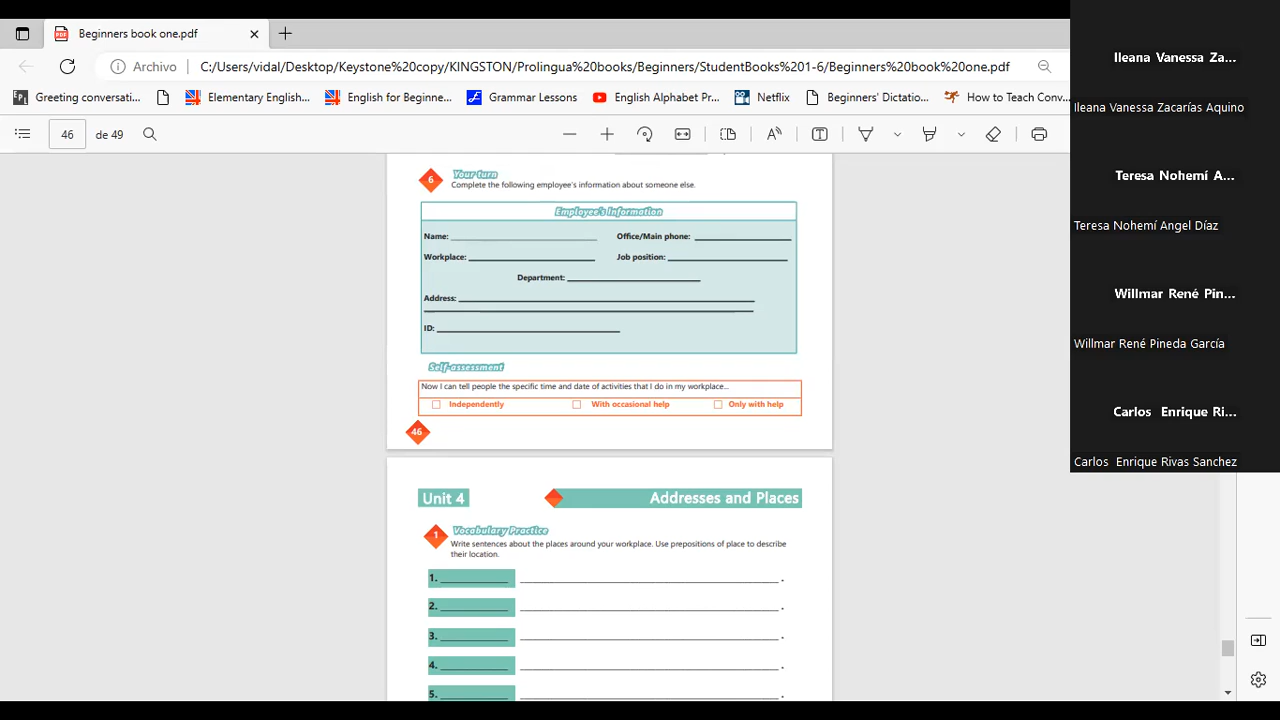 Beginners book one.pdf
Archivo
C:/Users/vidal/Desktop/Keystone%20copy/KINGSTON/Prolingua%20books/Beginners/StudentBooks%201-6/Beginners%20book%20one.pdf
Greeting conversati...
Elementary English...
English for Beginne...
Grammar Lessons
English Alphabet Pr...
Netflix
Beginners' Dictatio...
How to Teach Conv...
46 de 49
6 Your turn
Complete the following employee's information about someone else.
Employee's Information
Name: Office/Main phone:
Workplace: Job position:
Department:
Address:
ID:
Self-assessment
Now I can tell people the specific time and date of activities that I do in my workplace...
Independently With occasional help Only with help
46
Unit 4 Addresses and Places
1 Vocabulary Practice
Write sentences about the places around your workplace. Use prepositions of place to describe
their location.
1. .
2. .
3. .
4. .
5. .
Ileana Vanessa Za...
Ileana Vanessa Zacarías Aquino
Teresa Nohemí A...
Teresa Nohemí Angel Díaz
Willmar René Pin...
Willmar René Pineda García
Carlos Enrique Ri...
Carlos Enrique Rivas Sanchez